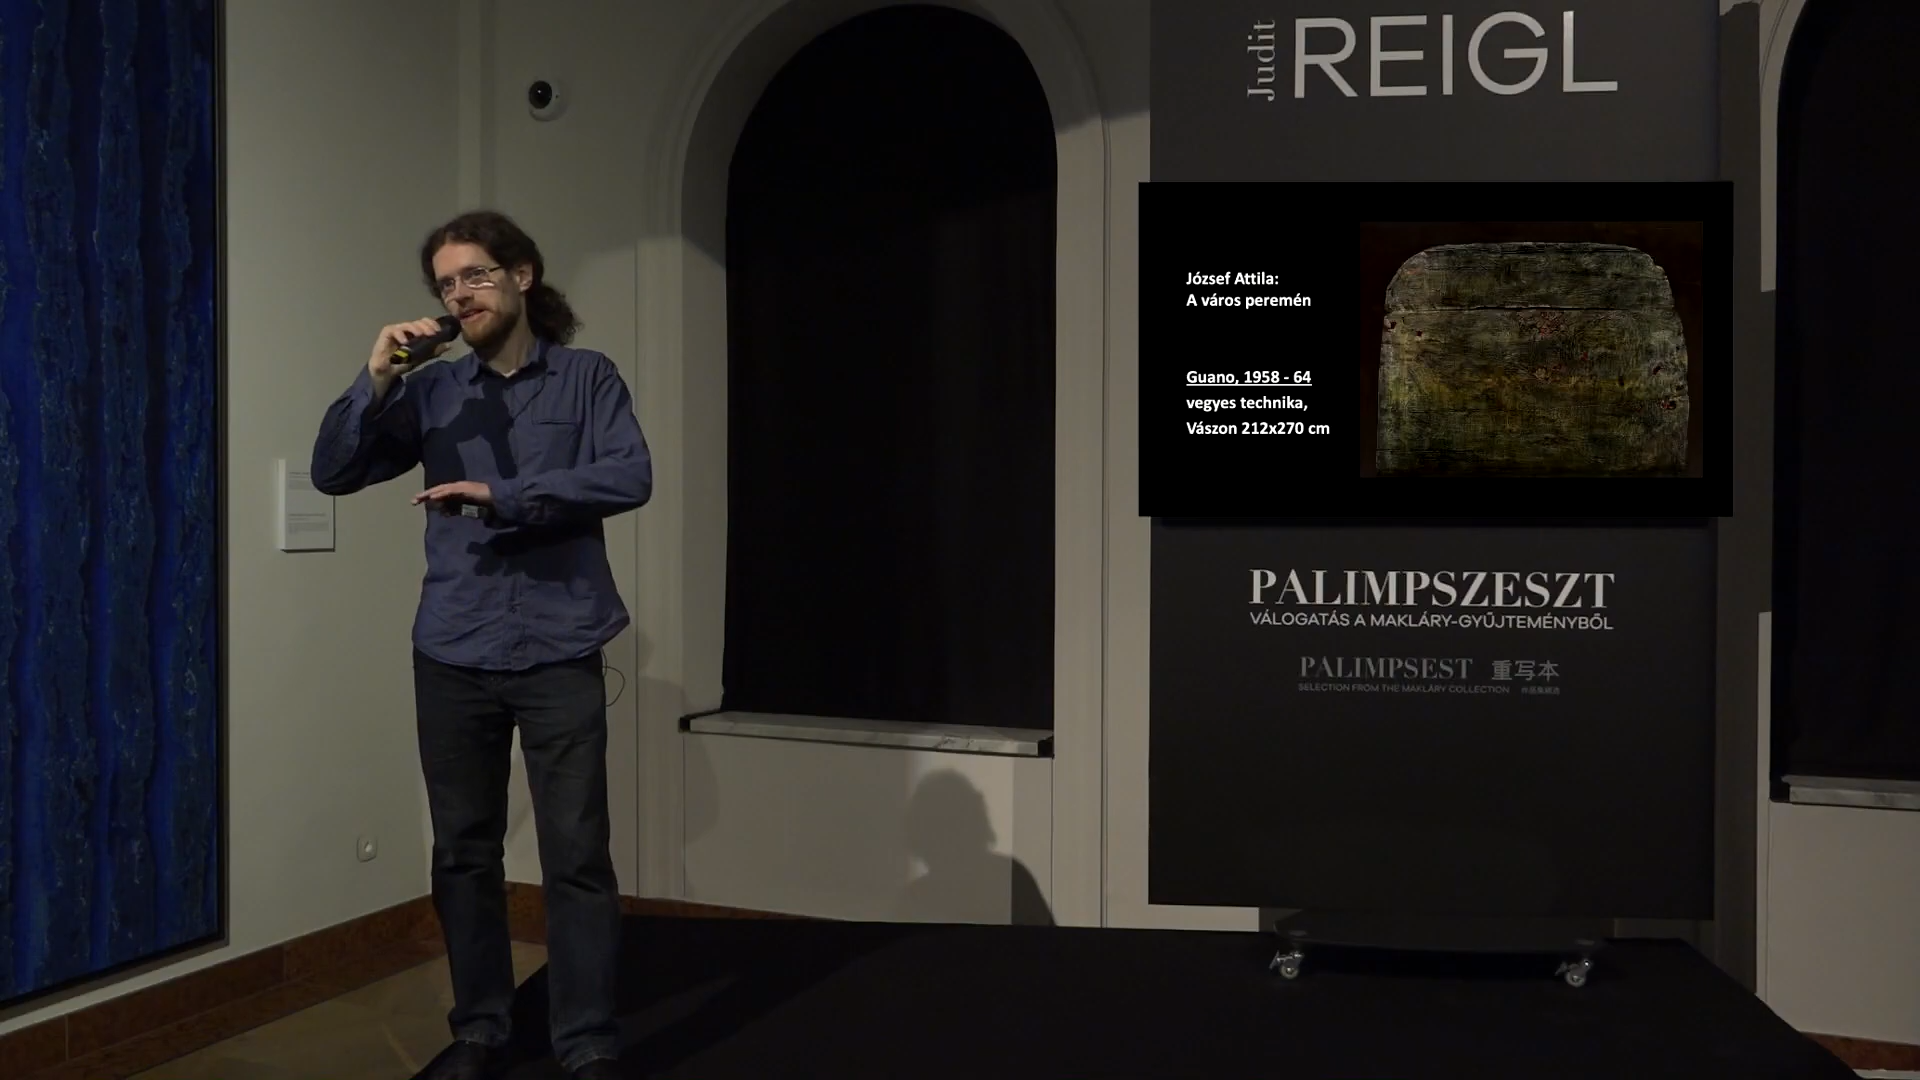 Judit REIGL
József Attila:
A város peremén
Guano, 1958 - 64
vegyes technika,
Vászon 212x270 cm
PALIMPSZESZT
VÁLOGATÁS A MAKLÁRY-GYŰJTEMÉNYBŐL
PALIMPSEST 重写本
SELECTION FROM THE MAKLÁRY COLLECTION